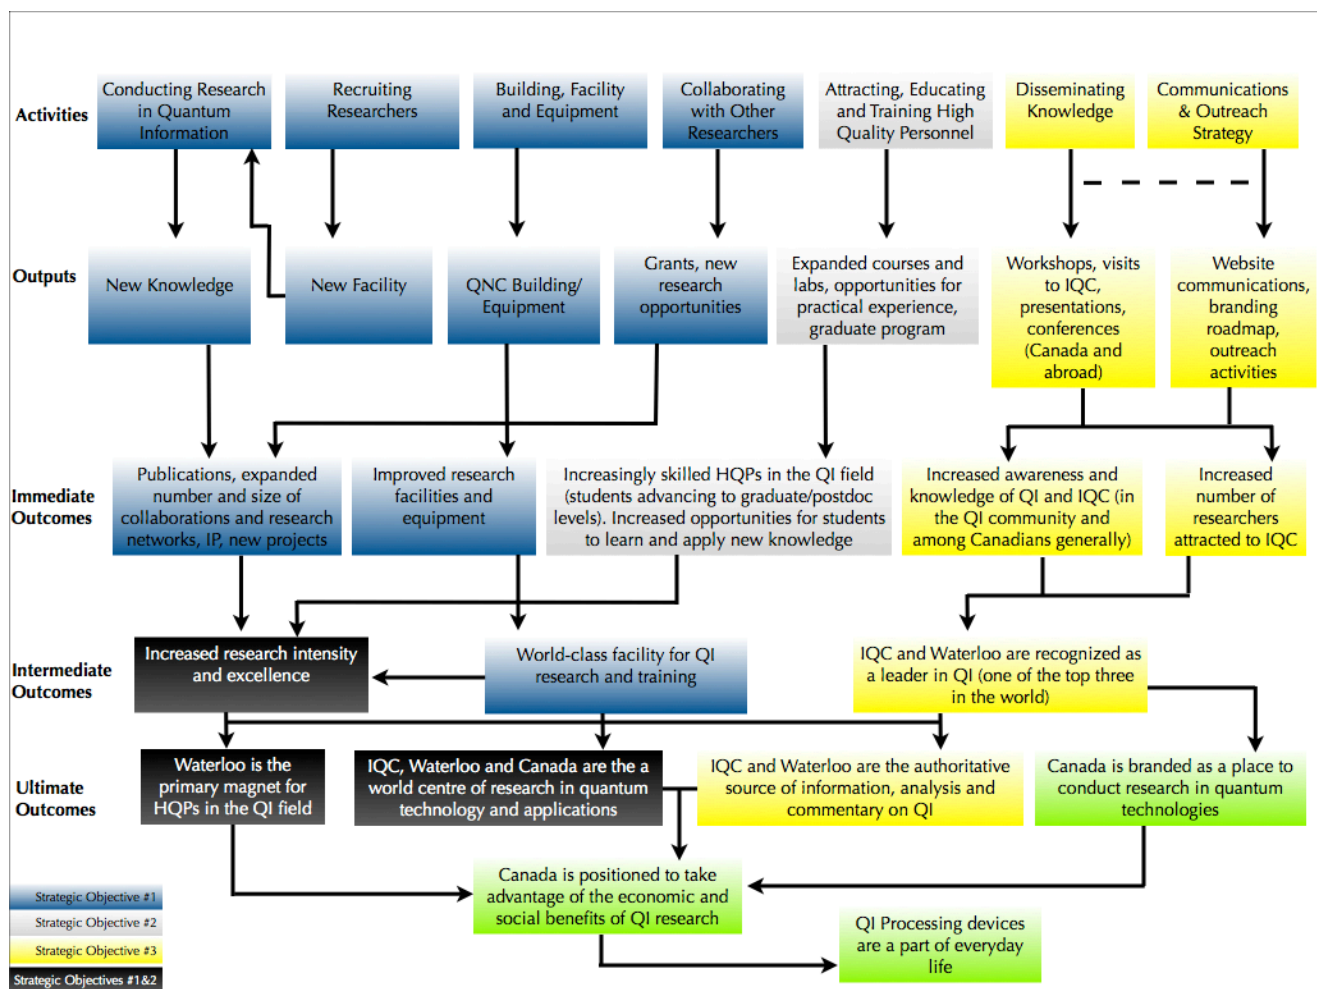 Activities
Conducting Research
in Quantum
Information
Recruiting
Researchers
Building, Facility
and Equipment
Collaborating
with Other
Researchers
Attracting, Educating
and Training High
Quality Personnel
Disseminating
Knowledge
Communications
& Outreach
Strategy
Outputs
New Knowledge
New Facility
QNC Building/
Equipment
Grants, new
research
opportunities
Expanded courses and
labs, opportunities for
practical experience,
graduate program
Workshops, visits
to IQC,
presentations,
conferences
(Canada and
abroad)
Website
communications,
branding
roadmap,
outreach
activities
Immediate
Outcomes
Publications, expanded
number and size of
collaborations and research
networks, IP, new projects
Improved research
facilities and
equipment
Increasingly skilled HQPs in the QI field
(students advancing to graduate/postdoc
levels). Increased opportunities for students
to learn and apply new knowledge
Increased awareness and
knowledge of QI and IQC (in
the QI community and
among Canadians generally)
Increased
number of
researchers
attracted to IQC
Intermediate
Outcomes
Increased research intensity
and excellence
World-class facility for QI
research and training
IQC and Waterloo are recognized as
a leader in QI (one of the top three
in the world)
Ultimate
Outcomes
Waterloo is the
primary magnet for
HQPs in the QI field
IQC, Waterloo and Canada are the a
world centre of research in quantum
technology and applications
IQC and Waterloo are the authoritative
source of information, analysis and
commentary on QI
Canada is branded as a place to
conduct research in quantum
technologies
Canada is positioned to take
advantage of the economic and
social benefits of QI research
QI Processing devices
are a part of everyday
life
Strategic Objective #1
Strategic Objective #2
Strategic Objective #3
Strategic Objectives #1&2